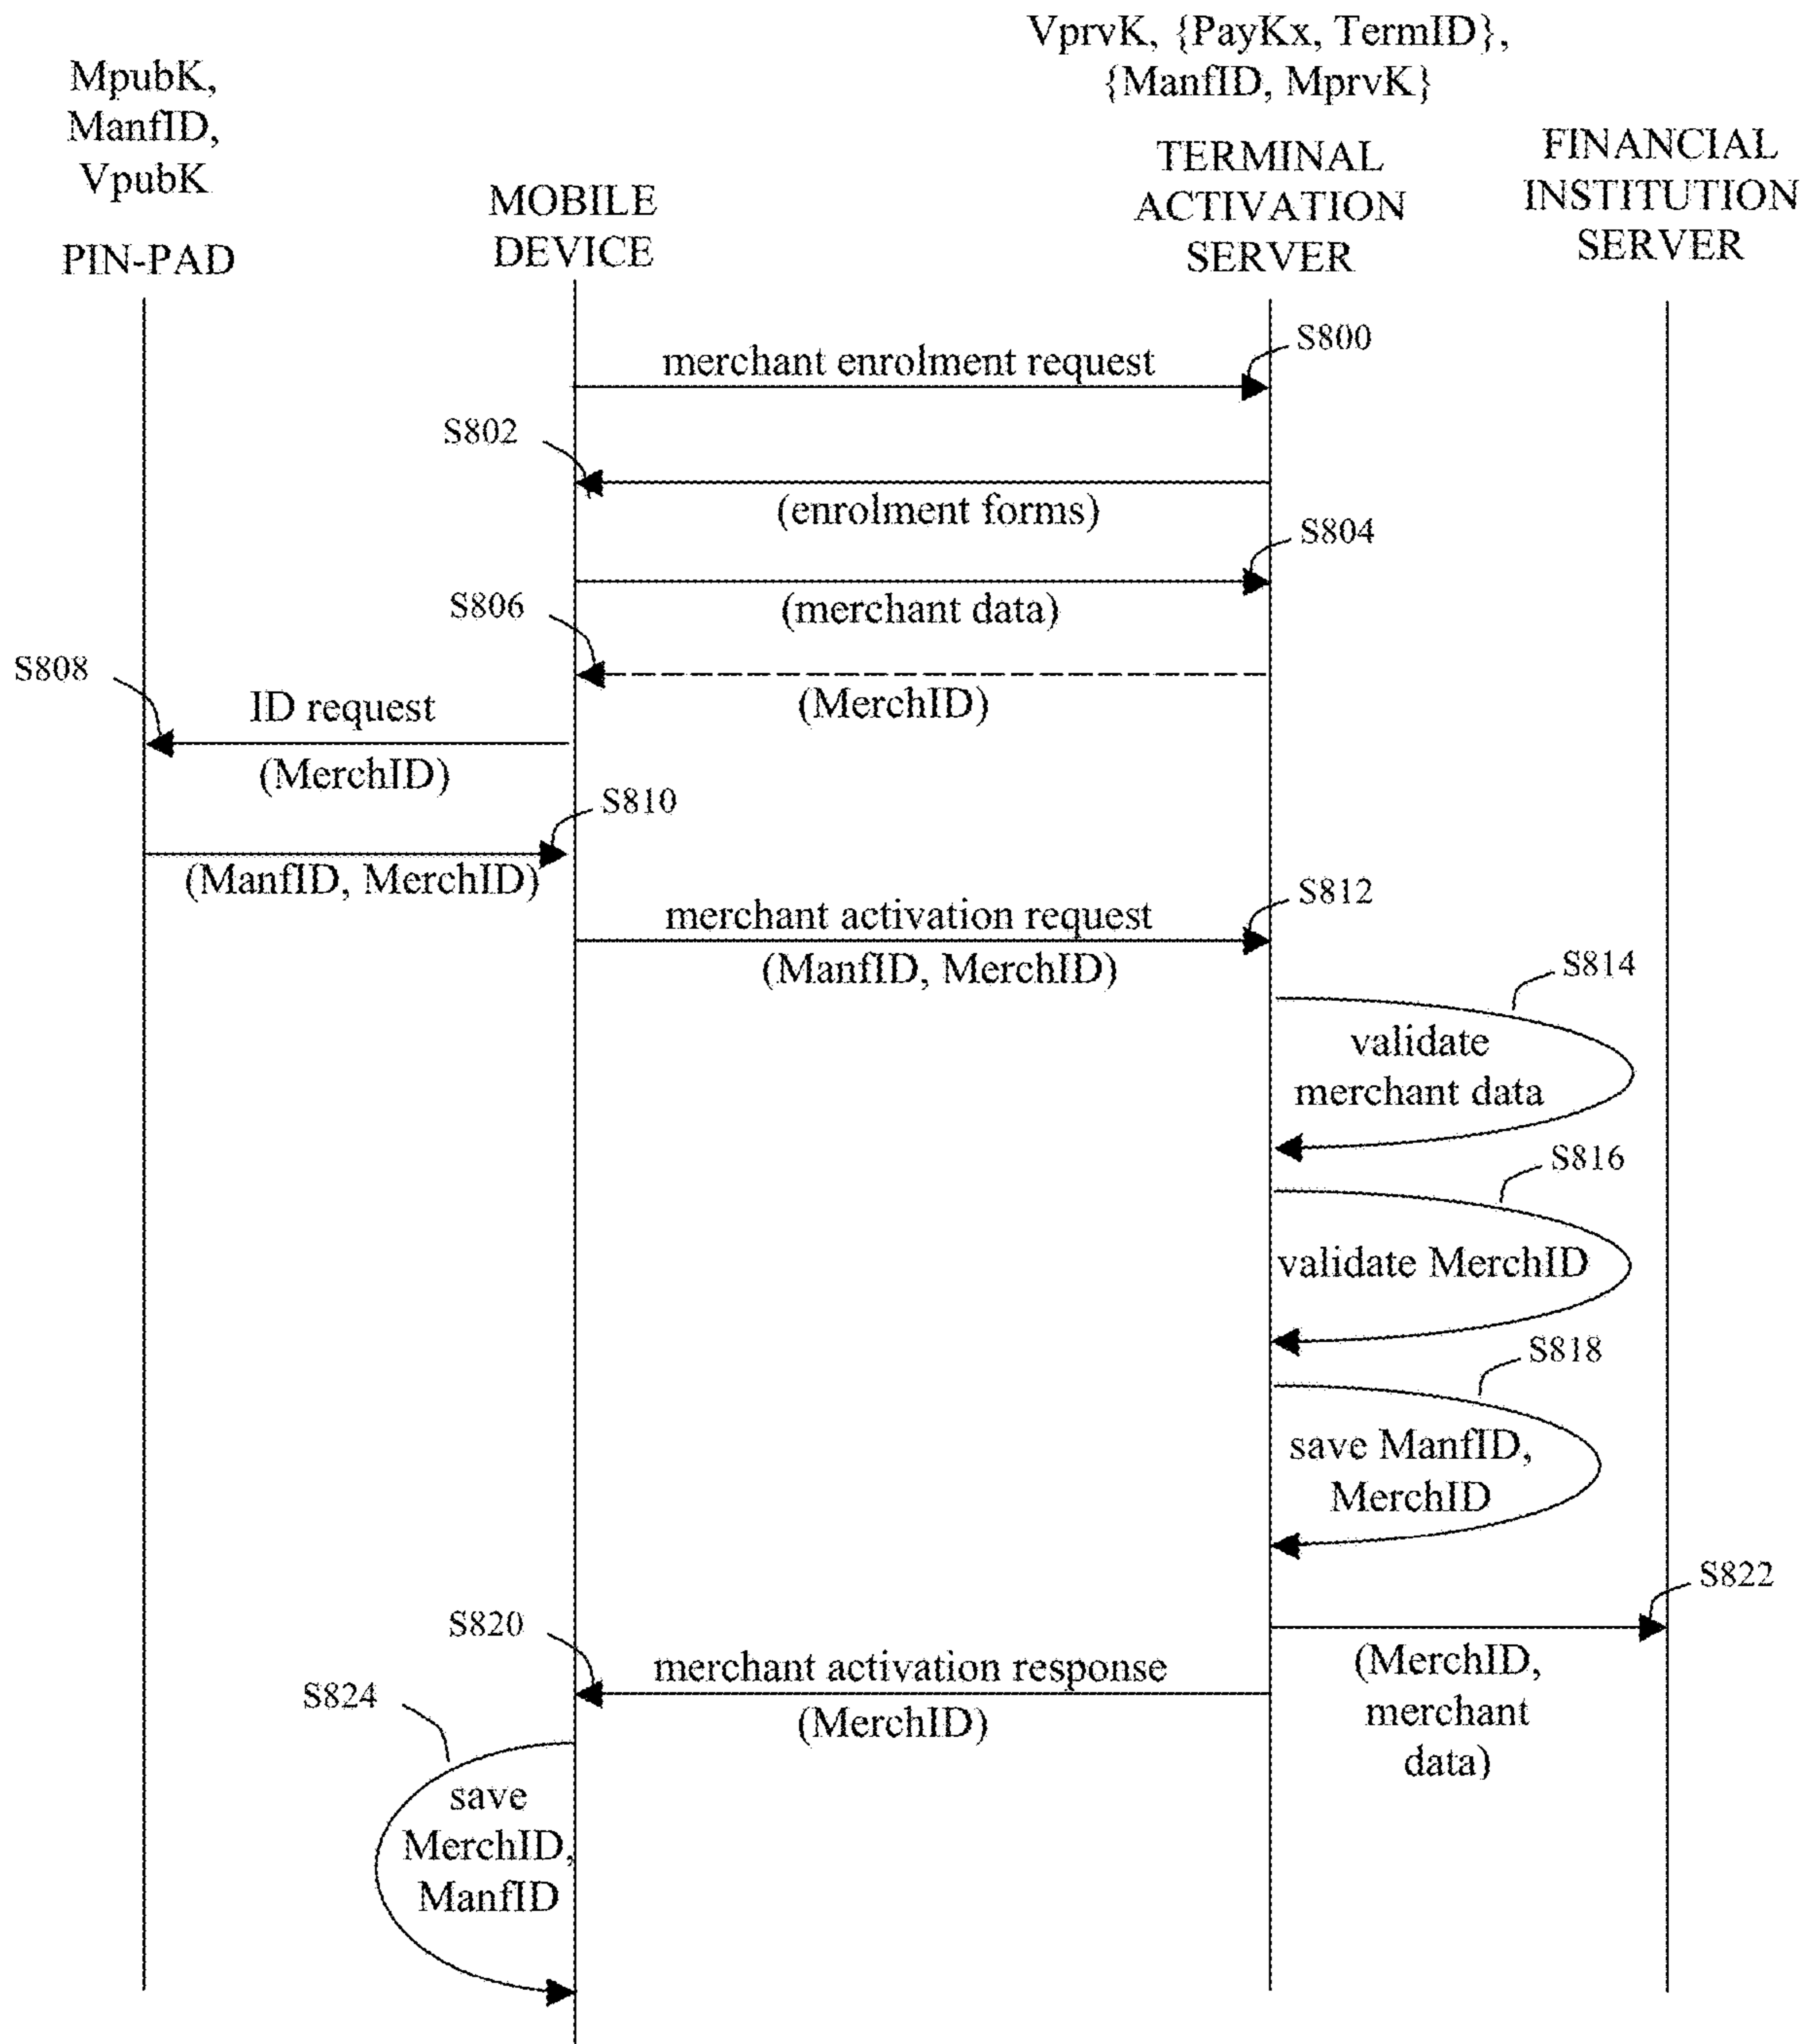 VprvK, {PayKx, TermID},
{ManfID, MprvK}
MpubK,
ManfID,
VpubK
PIN-PAD
MOBILE
DEVICE
TERMINAL
ACTIVATION
SERVER
FINANCIAL
INSTITUTION
SERVER
S800
merchant enrolment request
S802
(enrolment forms)
S804
(merchant data)
S806
(MerchID)
S808
ID request
(MerchID)
S810
(ManfID, MerchID)
S812
merchant activation request
(ManfID, MerchID)
S814
validate
merchant data
S816
validate MerchID
S818
save ManfID,
MerchID
S822
(MerchID,
merchant
data)
S820
merchant activation response
(MerchID)
S824
save
MerchID,
ManfID